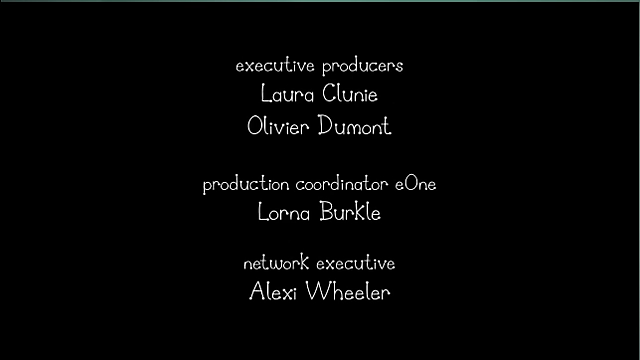 executive producers
Laura Clunie
Olivier Dumont
production coordinator eOne
Lorna Burkle
network executive
Alexi Wheeler